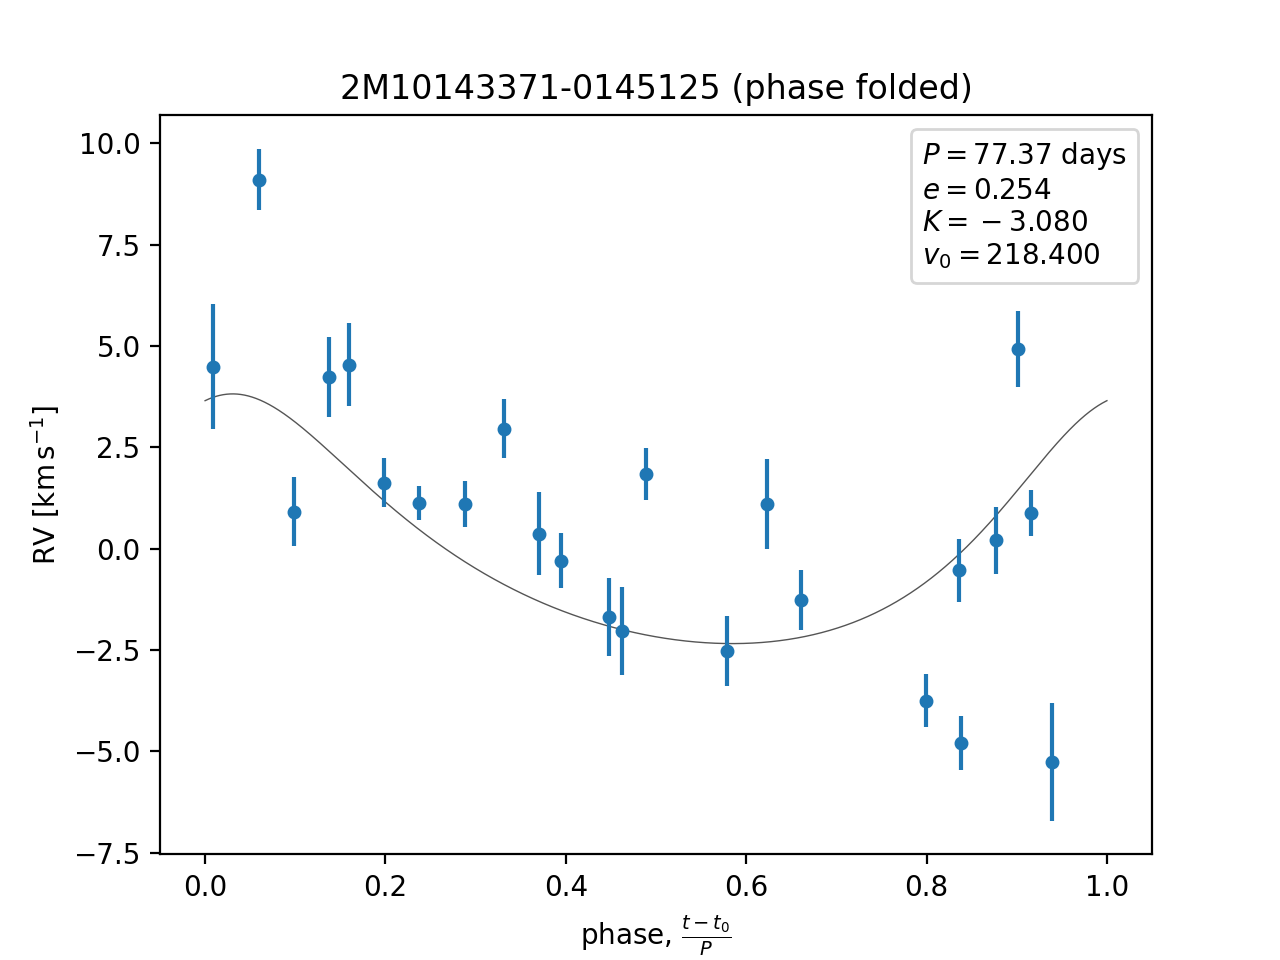 2M10143371-0145125 (phase folded)
P = 77.37 days
e = 0.254
K = −3.080
v₀ = 218.400
10.0
7.5
5.0
2.5
0.0
−2.5
−5.0
−7.5
RV [km s⁻¹]
0.0 0.2 0.4 0.6 0.8 1.0
phase, (t − t₀)/P